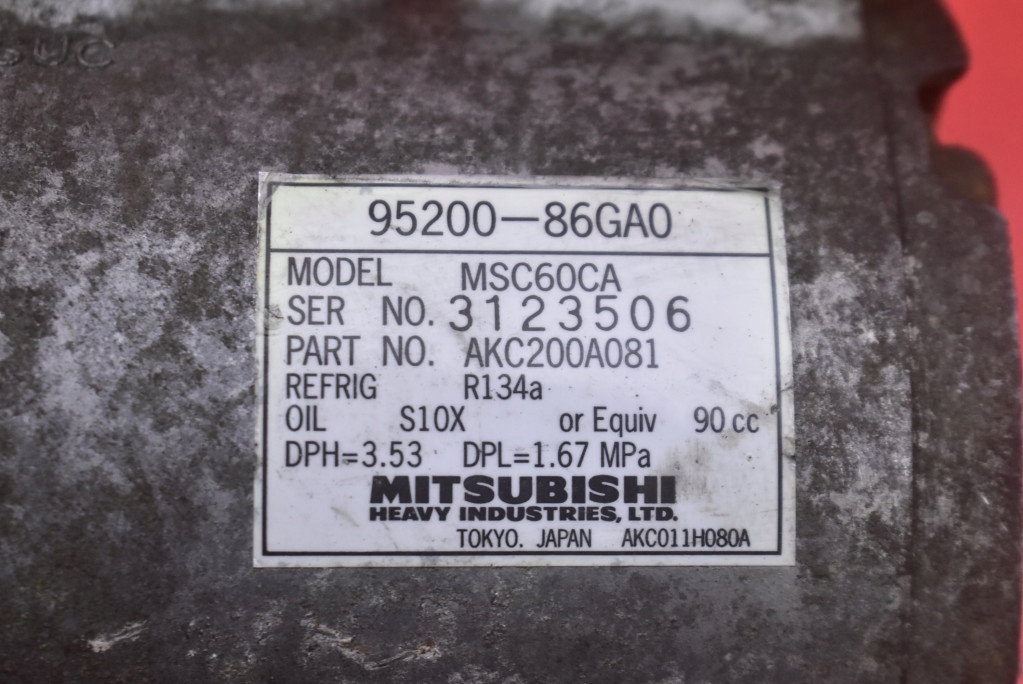 95200-86GA0
MODEL MSC60CA
SER NO. 3123506
PART NO. AKC200A081
REFRIG R134a
OIL S10X or Equiv 90 cc
DPH=3.53 DPL=1.67 MPa
MITSUBISHI
HEAVY INDUSTRIES, LTD.
TOKYO. JAPAN AKC011H080A